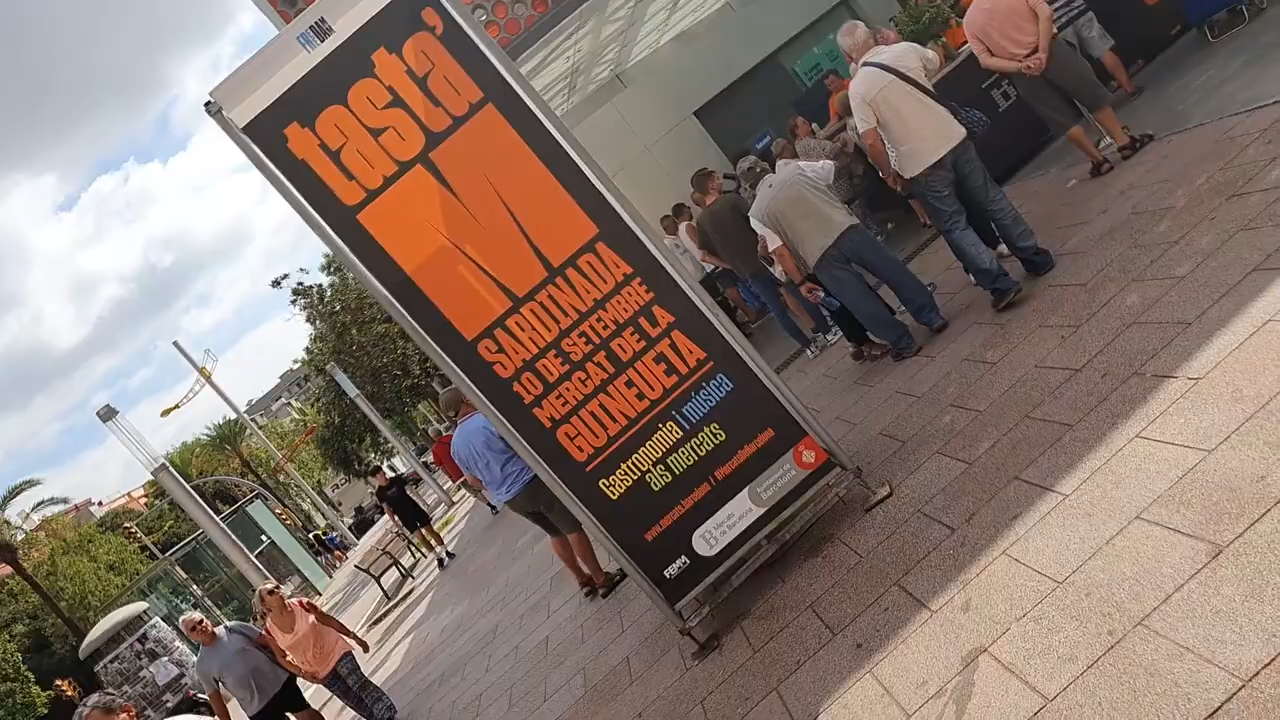 FREDAM
tasta'
M
SARDINADA
10 DE SETEMBRE
MERCAT DE LA
GUINEUETA
Gastronomia i música
als mercats
www.mercats.barcelona / #MercatsDeBarcelona
Mercats
de Barcelona
Ajuntament de
Barcelona
FEMM